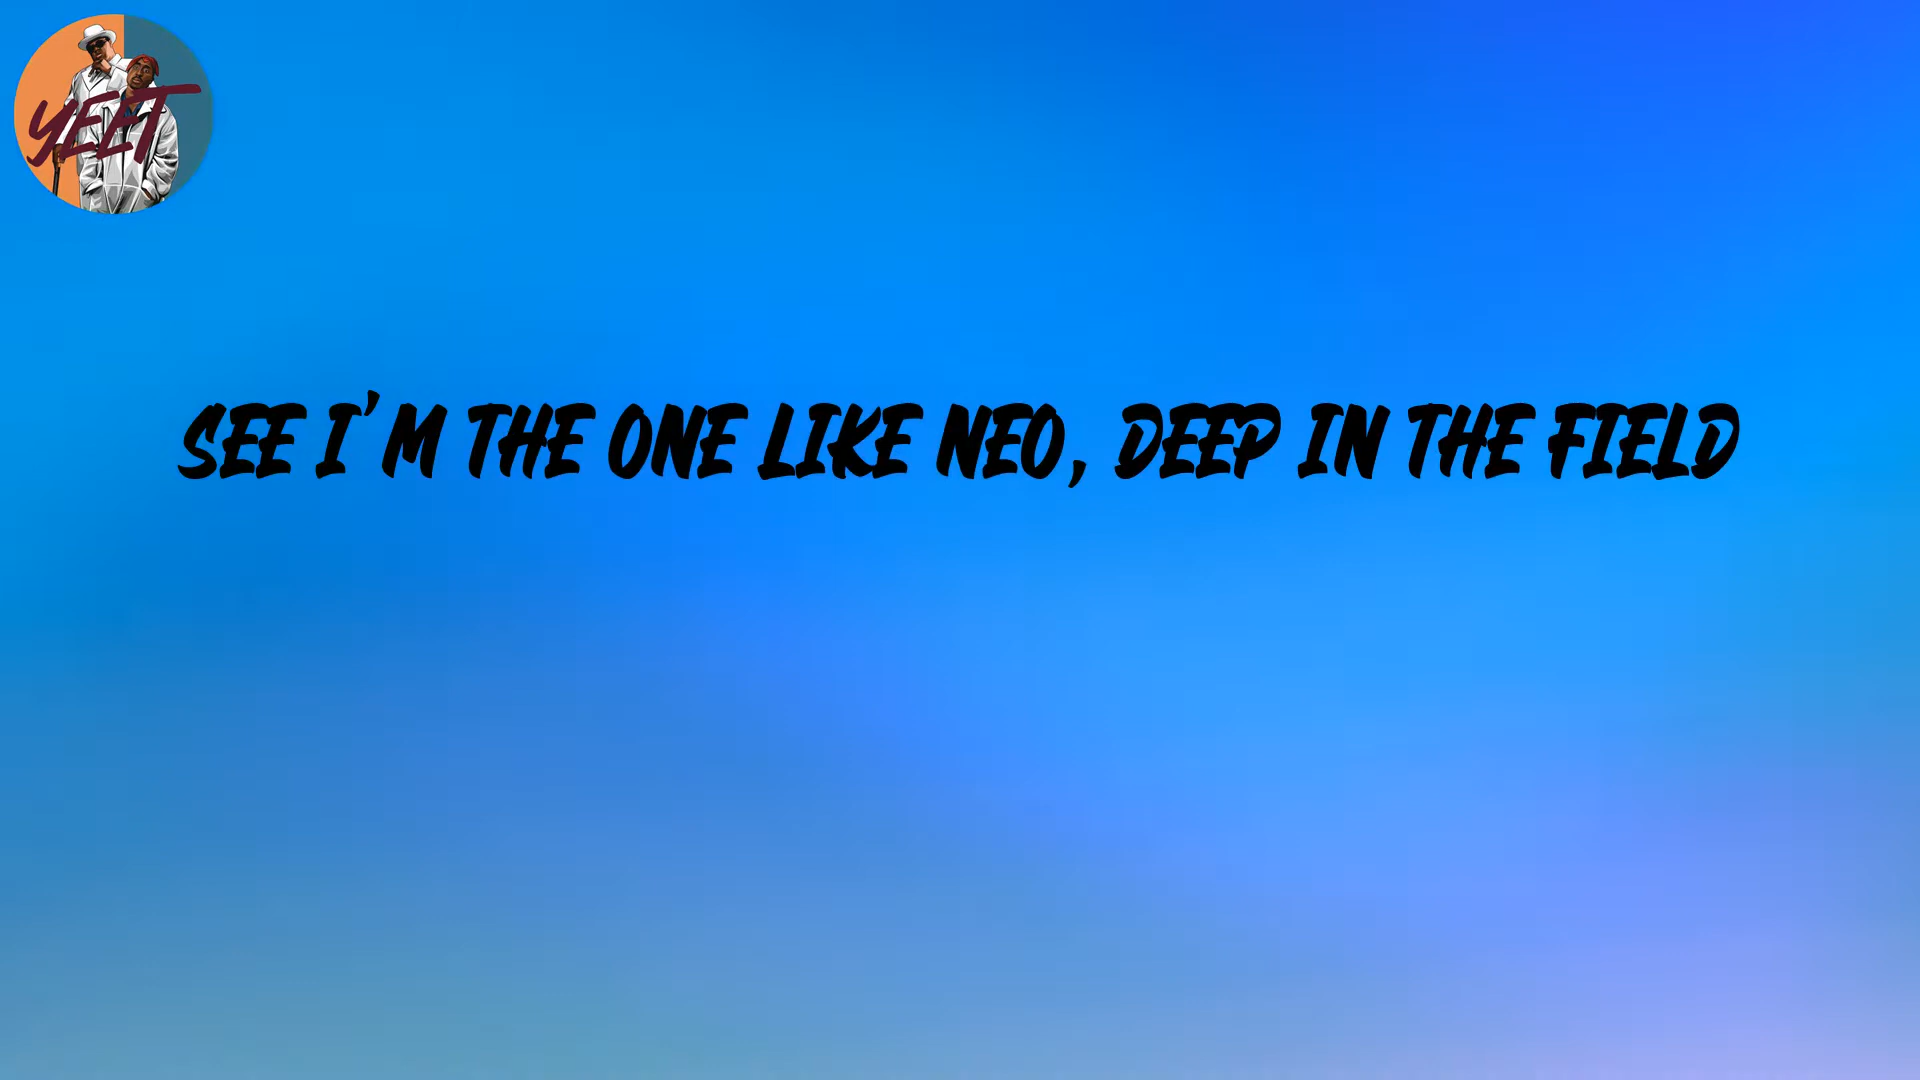 YEET
SEE I'M THE ONE LIKE NEO, DEEP IN THE FIELD